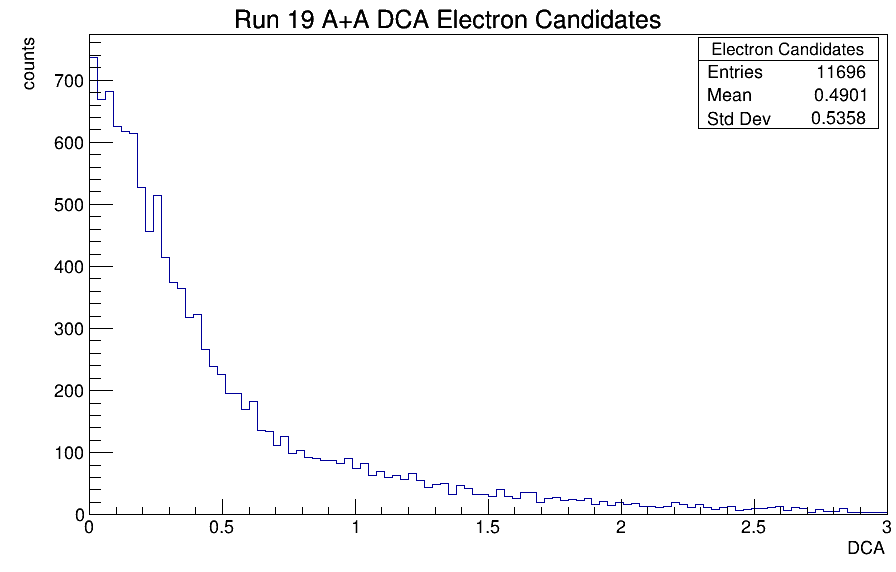 Run 19 A+A DCA Electron Candidates
counts
Electron Candidates
Entries 11696
Mean 0.4901
Std Dev 0.5358
700
600
500
400
300
200
100
0
0 0.5 1 1.5 2 2.5 3
DCA